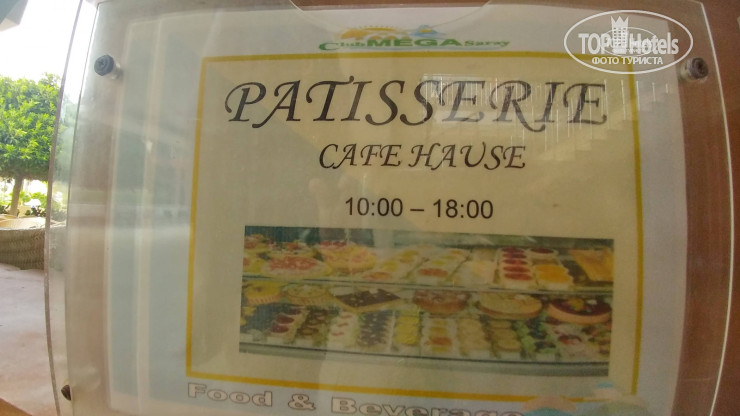 Club MEGA Saray
TOP Hotels
ФОТО ТУРИСТА
PATISSERIE
CAFE HAUSE
10:00 – 18:00
Food & Beverage